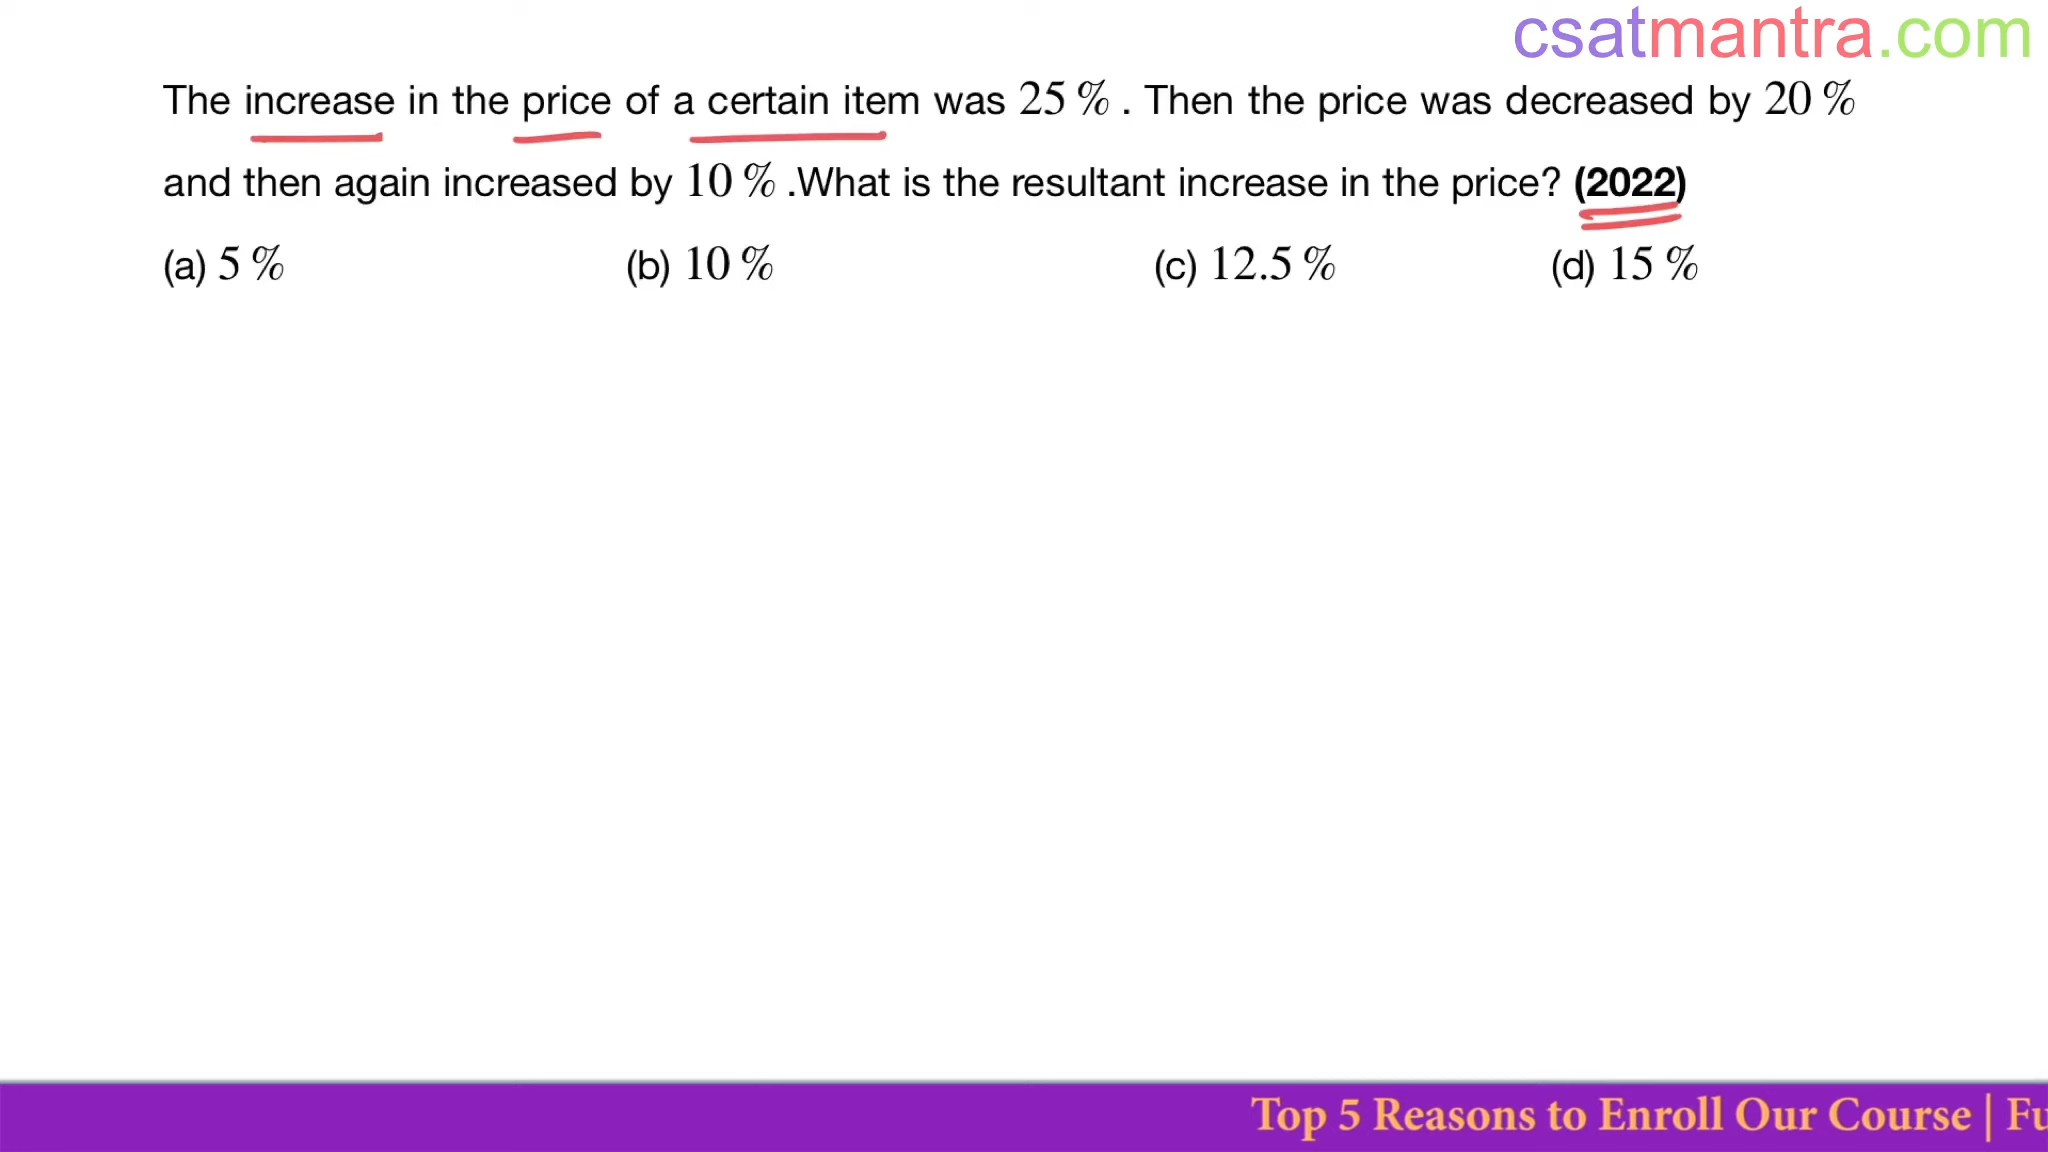 csatmantra.com
The increase in the price of a certain item was 25 % . Then the price was decreased by 20 %
and then again increased by 10 % .What is the resultant increase in the price? (2022)
(a) 5 % (b) 10 % (c) 12.5 % (d) 15 %
Top 5 Reasons to Enroll Our Course | Fu